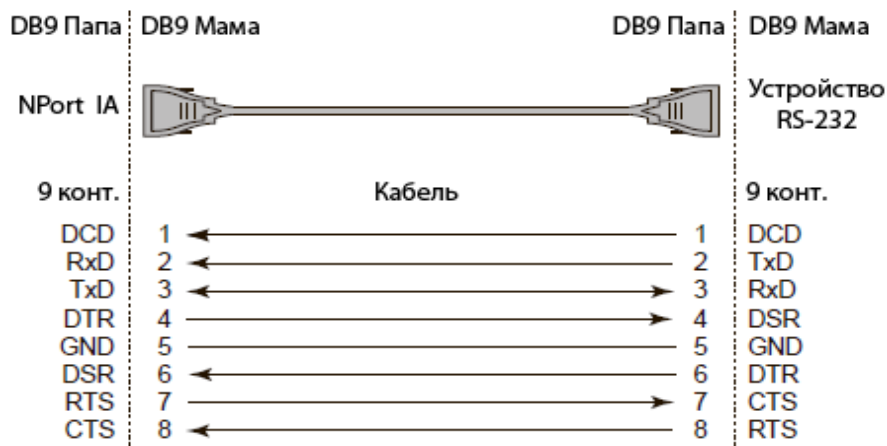 DB9 Папа DB9 Мама DB9 Папа DB9 Мама
NPort IA Устройство RS-232
9 конт. Кабель 9 конт.
DCD 1 1 DCD
RxD 2 2 TxD
TxD 3 3 RxD
DTR 4 4 DSR
GND 5 5 GND
DSR 6 6 DTR
RTS 7 7 CTS
CTS 8 8 RTS